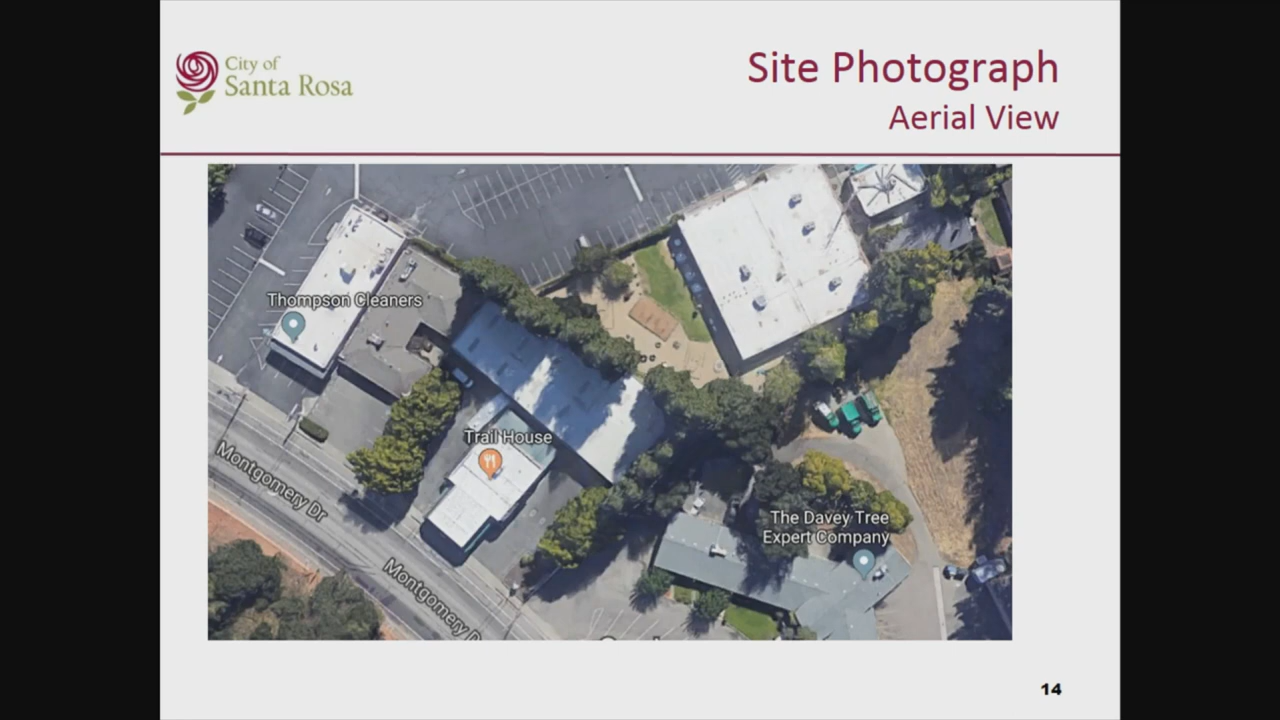 City of
Santa Rosa
Site Photograph
Aerial View
Thompson Cleaners
Trail House
Montgomery Dr
The Davey Tree
Expert Company
Montgomery D
14